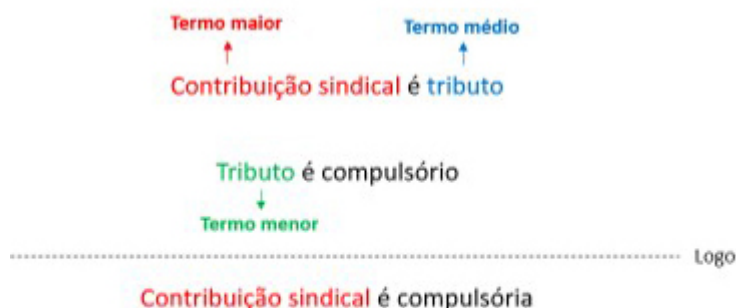 Termo maior Termo médio
Contribuição sindical é tributo
Tributo é compulsório
Termo menor
Logo
Contribuição sindical é compulsória